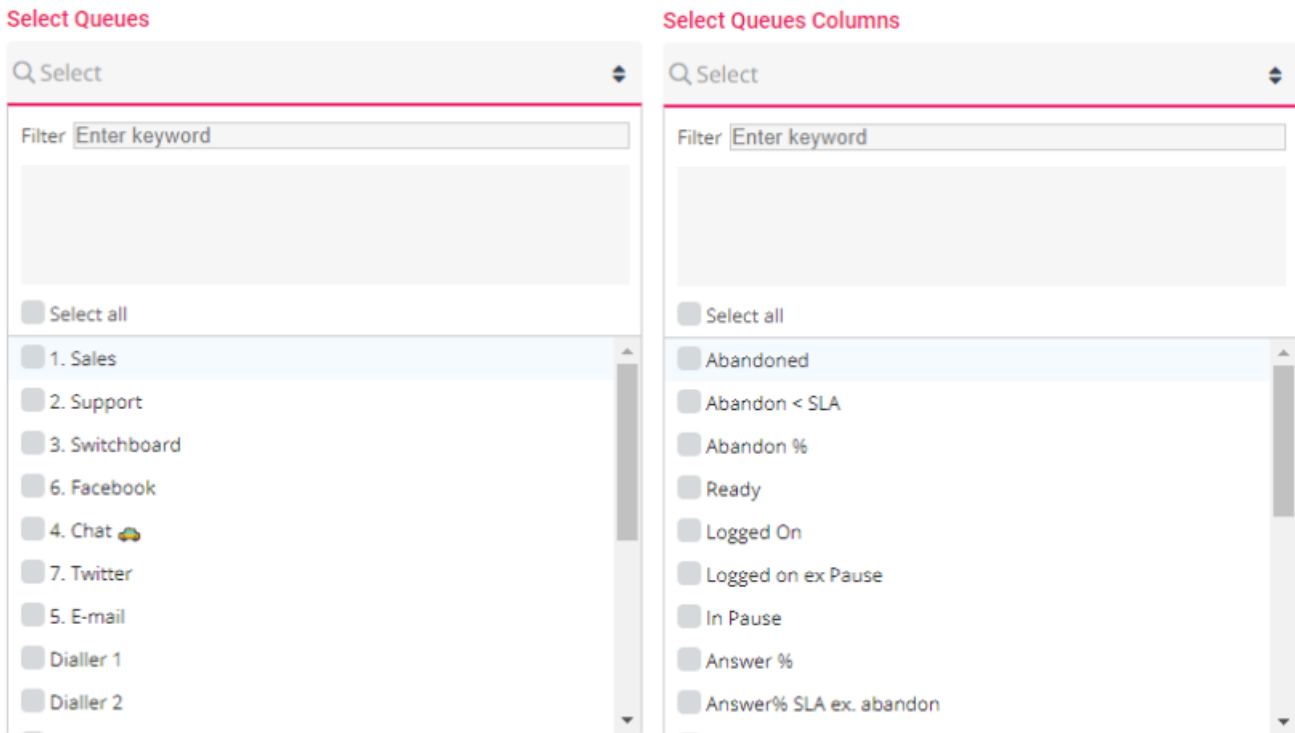 Select Queues
Select
Filter Enter keyword
Select all
1. Sales
2. Support
3. Switchboard
6. Facebook
4. Chat 🚕
7. Twitter
5. E-mail
Dialler 1
Dialler 2
Select Queues Columns
Select
Filter Enter keyword
Select all
Abandoned
Abandon < SLA
Abandon %
Ready
Logged On
Logged on ex Pause
In Pause
Answer %
Answer% SLA ex. abandon